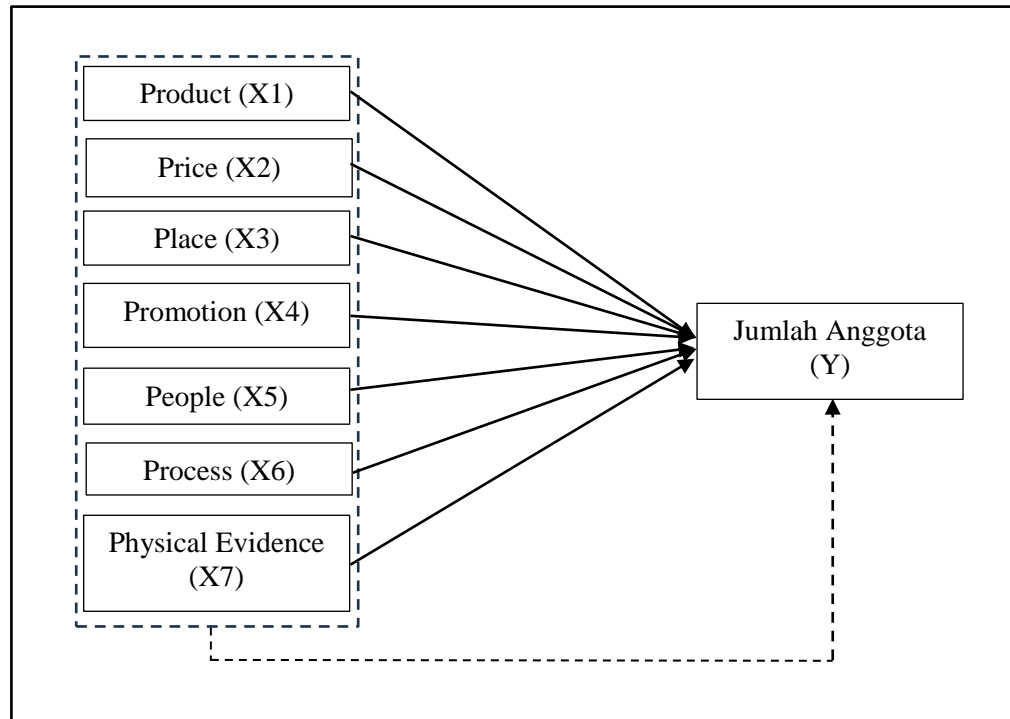 Product (X1)
Price (X2)
Place (X3)
Promotion (X4)
People (X5)
Process (X6)
Physical Evidence
(X7)
Jumlah Anggota
(Y)